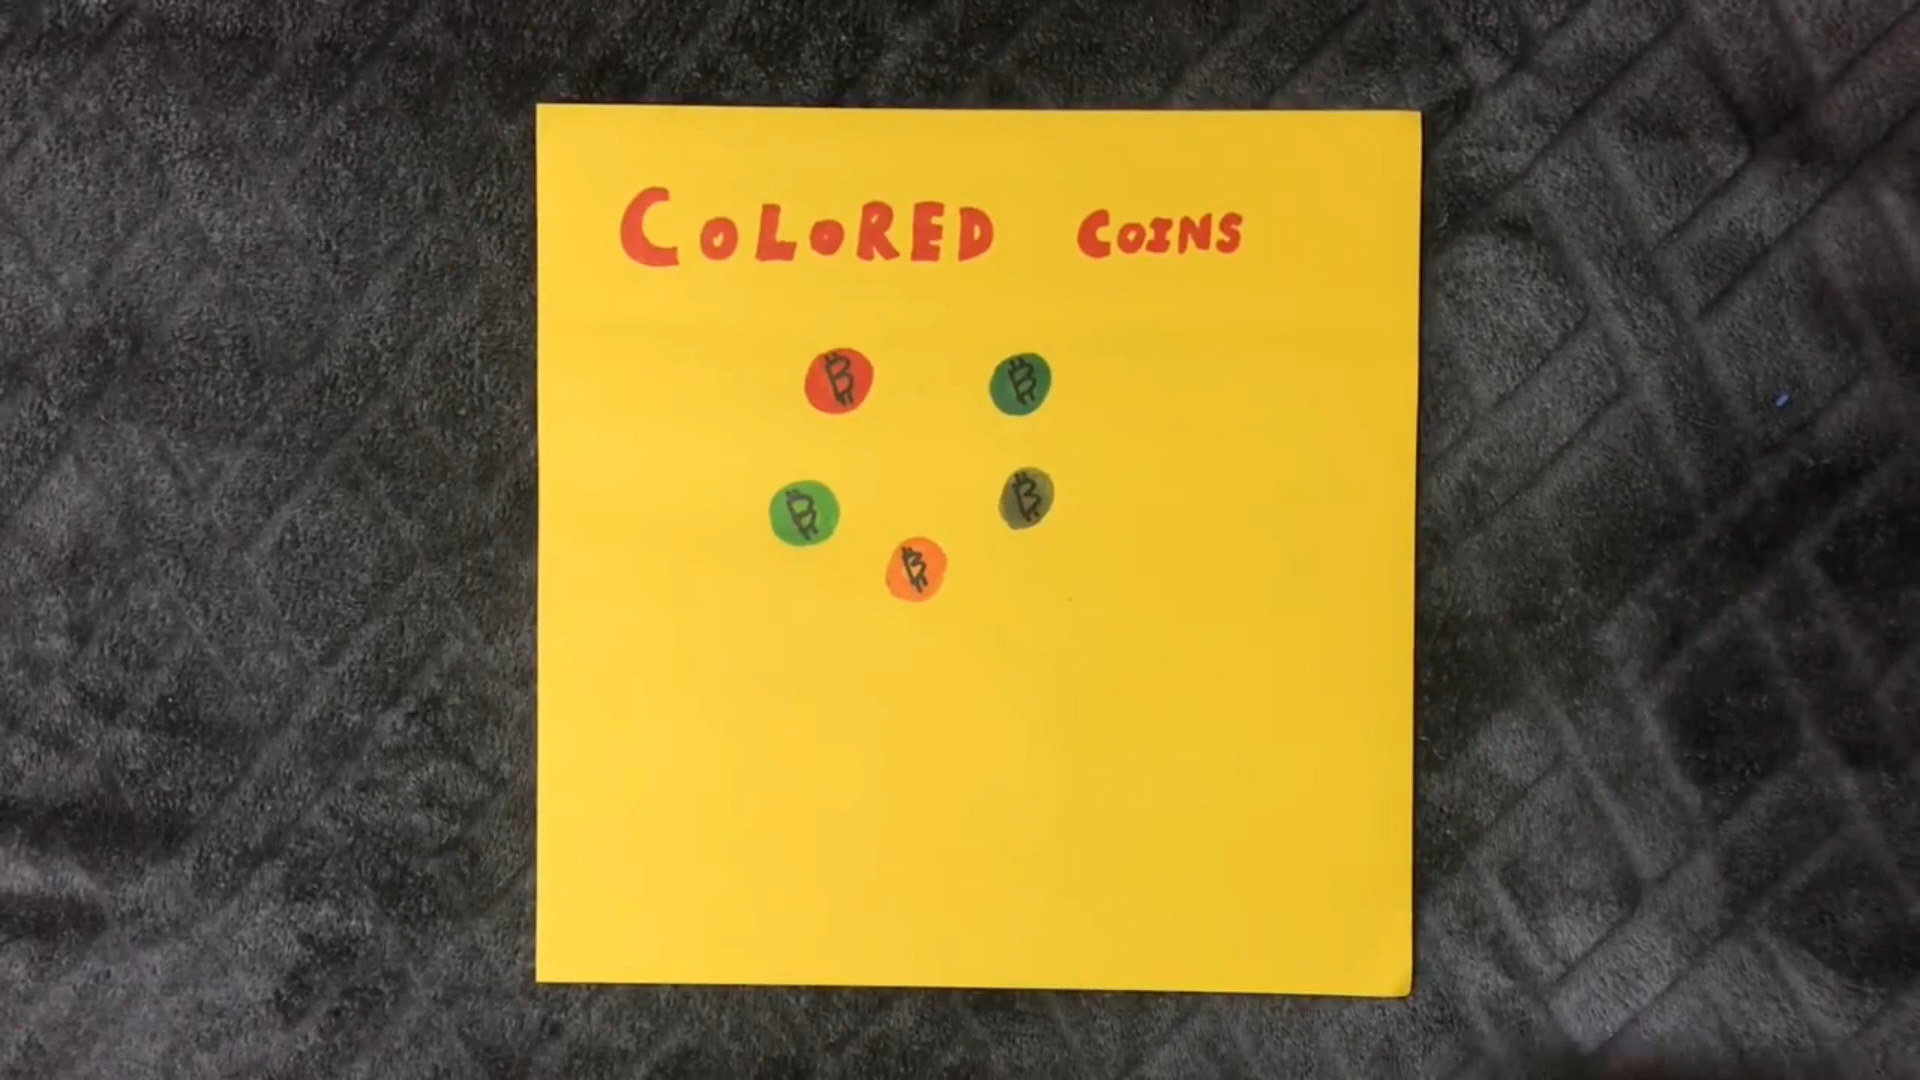 COLORED COINS
₿ ₿
₿ ₿
₿